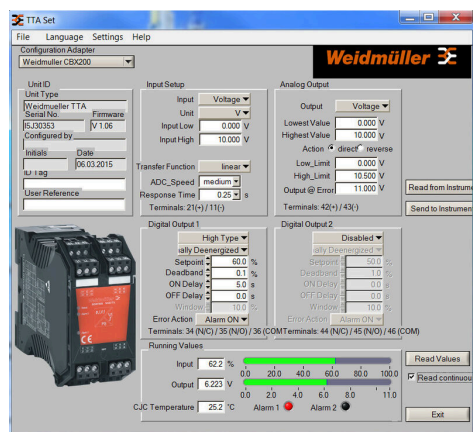 TTA Set
File Language Settings Help
Configuration Adapter
Weidmuller CBX200
Weidmüller
Unit ID
Unit Type
Weidmueller TTA
Serial No. Firmware
I5J30353 V 1.06
Configured by
Initials Date
06.03.2015
ID Tag
User Reference
Input Setup
Input Voltage
Unit V
Input Low 0.000 V
Input High 10.000 V
Transfer Function linear
ADC_Speed medium
Response Time 0.25 s
Terminals: 21(+) / 11(-)
Analog Output
Output Voltage
Lowest Value 0.000 V
Highest Value 10.000 V
Action direct reverse
Low_Limit 0.000 V
High_Limit 10.500 V
Output @ Error 11.000 V
Terminals: 42(+) / 43(-)
Read from Instrume
Send to Instrumen
Digital Output 1
High Type
ally Deenergized
Setpoint 60.0 %
Deadband 0.1 %
ON Delay 5.0 s
OFF Delay 0.0 s
Window 10.0 %
Error Action Alarm ON
Terminals: 34 (N/C) / 35 (N/O) / 36 (COM
Digital Output 2
Disabled
ally Deenergized
Setpoint 50.0 %
Deadband 1.0 %
ON Delay 0.0 s
OFF Delay 0.0 s
Window 10.0 %
Error Action Alarm ON
Terminals: 44 (N/C) / 45 (N/O) / 46 (COM)
Running Values
Input 62.2 %
0.0 20.0 40.0 60.0 80.0 100.0
Output 6.223 V
0.0 2.0 4.0 6.0 8.0 11.0
CJC Temperature 25.2 °C Alarm 1 Alarm 2
Read Values
Read continuou
Exit